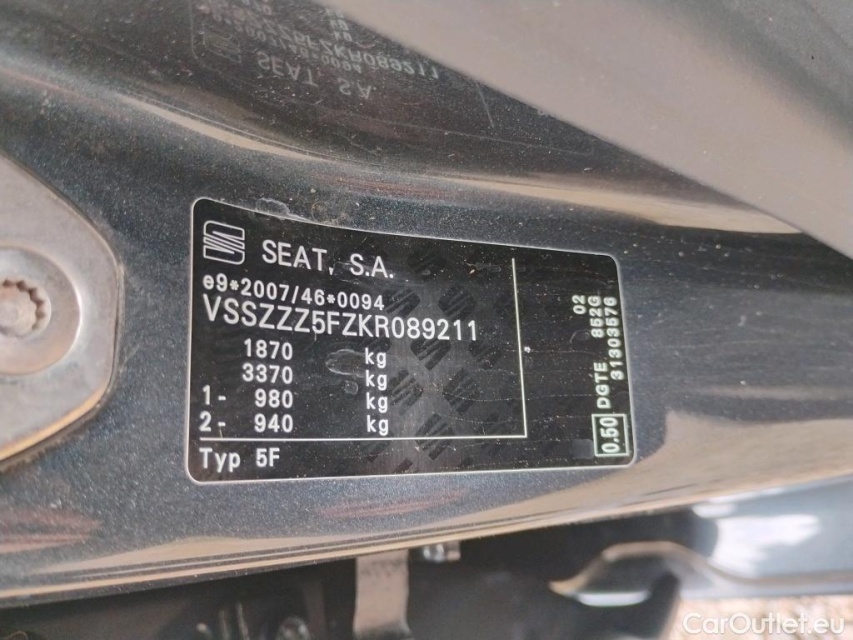 SEAT, S.A.
e9*2007/46*0094
VSSZZZ5FZKR089211
1870 kg
3370 kg
1- 980 kg
2- 940 kg
Typ 5F
02
852G
DGTE 31303576
0.50
CarOutlet.eu